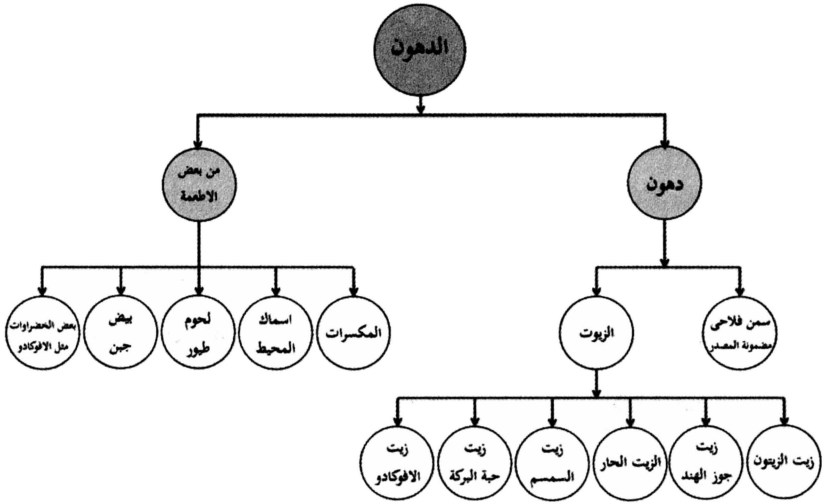 الدهون
دهون
من بعض
الاطعمة
سمن فلاحى
مضمونة المصدر
الزيوت
المكسرات
اسماك
المحيط
لحوم
طيور
بيض
جبن
بعض الخضراوات
مثل الافوكادو
زيت الزيتون
زيت
جوز الهند
الزيت الحار
زيت
السمسم
زيت
حبة البركة
زيت
الافوكادو